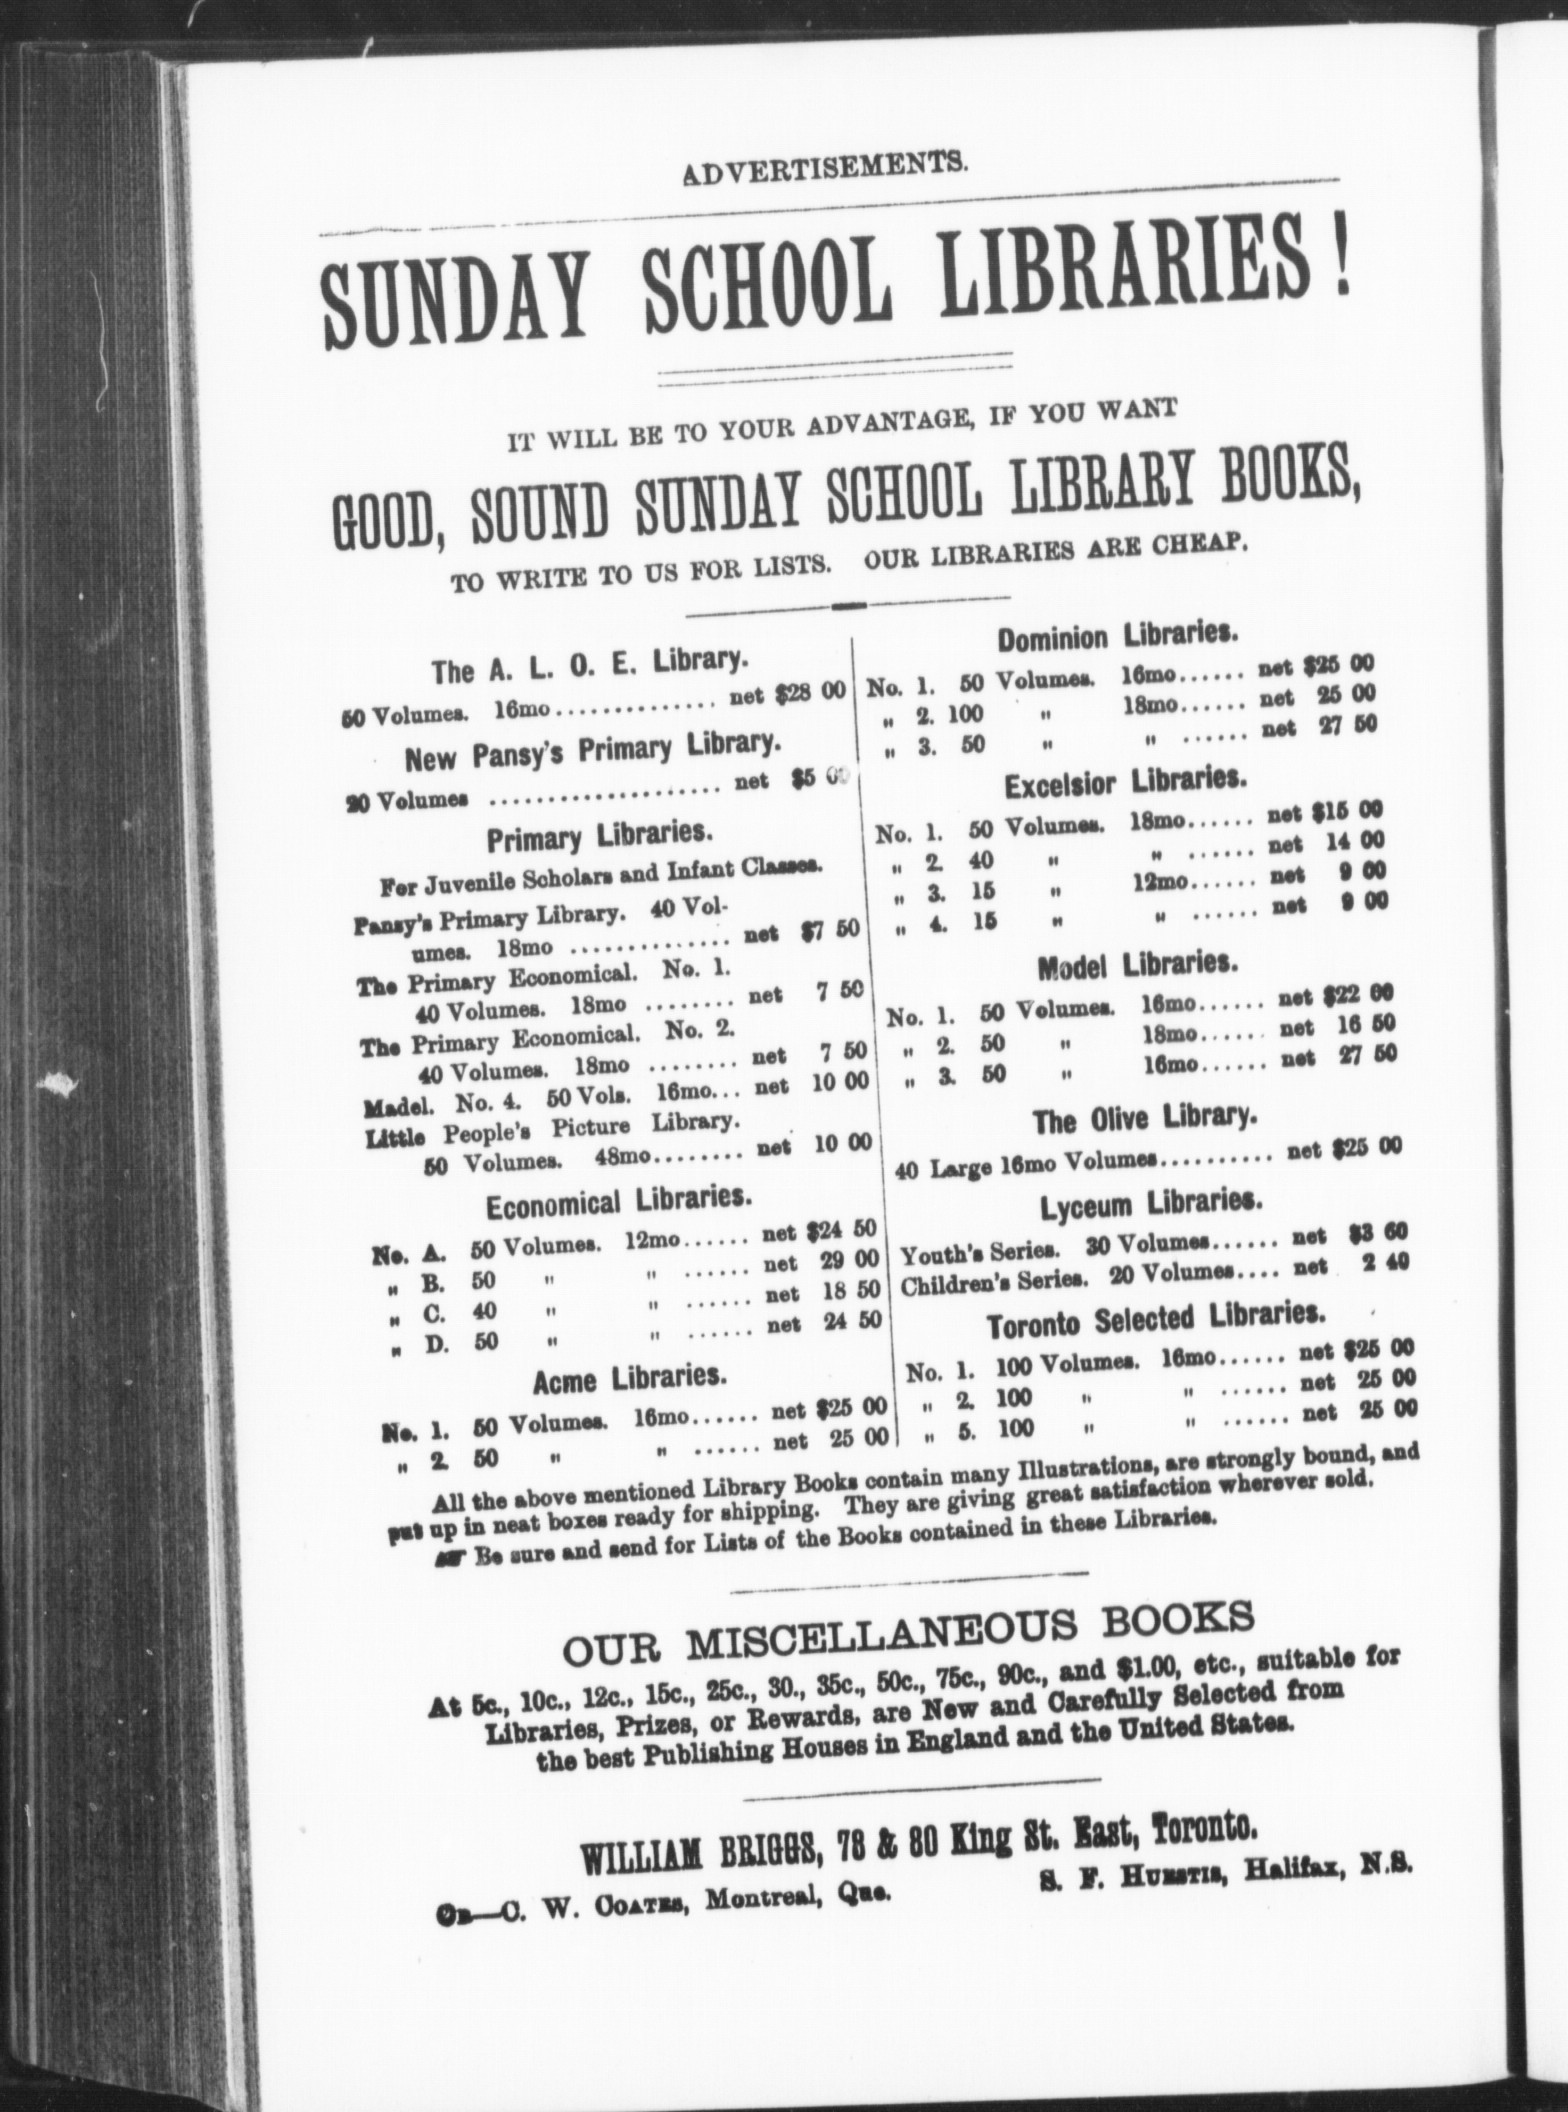 ADVERTISEMENTS.
SUNDAY SCHOOL LIBRARIES!
IT WILL BE TO YOUR ADVANTAGE, IF YOU WANT
GOOD, SOUND SUNDAY SCHOOL LIBRARY BOOKS,
TO WRITE TO US FOR LISTS. OUR LIBRARIES ARE CHEAP.
The A. L. O. E. Library.
50 Volumes. 16mo.............. net $28 00
New Pansy's Primary Library.
20 Volumes .................... net $5 00
Primary Libraries.
For Juvenile Scholars and Infant Classes.
Pansy's Primary Library. 40 Vol-
umes. 18mo .............. net $7 50
The Primary Economical. No. 1.
40 Volumes. 18mo ........ net 7 50
The Primary Economical. No. 2.
40 Volumes. 18mo ........ net 7 50
Madel. No. 4. 50 Vols. 16mo... net 10 00
Little People's Picture Library.
50 Volumes. 48mo........ net 10 00
Economical Libraries.
No. A. 50 Volumes. 12mo...... net $24 50
" B. 50 " " ...... net 29 00
" C. 40 " " ...... net 18 50
" D. 50 " " ...... net 24 50
Acme Libraries.
No. 1. 50 Volumes. 16mo...... net $25 00
" 2. 50 " " ...... net 25 00
Dominion Libraries.
No. 1. 50 Volumes. 16mo...... net $25 00
" 2. 100 " 18mo...... net 25 00
" 3. 50 " " ...... net 27 50
Excelsior Libraries.
No. 1. 50 Volumes. 18mo...... net $15 00
" 2. 40 " " ...... net 14 00
" 3. 15 " 12mo...... net 9 00
" 4. 15 " " ...... net 9 00
Model Libraries.
No. 1. 50 Volumes. 16mo...... net $22 00
" 2. 50 " 18mo...... net 16 50
" 3. 50 " 16mo...... net 27 50
The Olive Library.
40 Large 16mo Volumes.......... net $25 00
Lyceum Libraries.
Youth's Series. 30 Volumes...... net $3 60
Children's Series. 20 Volumes.... net 2 40
Toronto Selected Libraries.
No. 1. 100 Volumes. 16mo...... net $25 00
" 2. 100 " " ...... net 25 00
" 5. 100 " " ...... net 25 00
All the above mentioned Library Books contain many Illustrations, are strongly bound, and
put up in neat boxes ready for shipping. They are giving great satisfaction wherever sold.
☞ Be sure and send for Lists of the Books contained in these Libraries.
OUR MISCELLANEOUS BOOKS
At 5c., 10c., 12c., 15c., 25c., 30., 35c., 50c., 75c., 90c., and $1.00, etc., suitable for
Libraries, Prizes, or Rewards, are New and Carefully Selected from
the best Publishing Houses in England and the United States.
WILLIAM BRIGGS, 78 & 80 King St. East, Toronto.
OR—C. W. COATES, Montreal, Que. S. F. HUESTIS, Halifax, N.S.